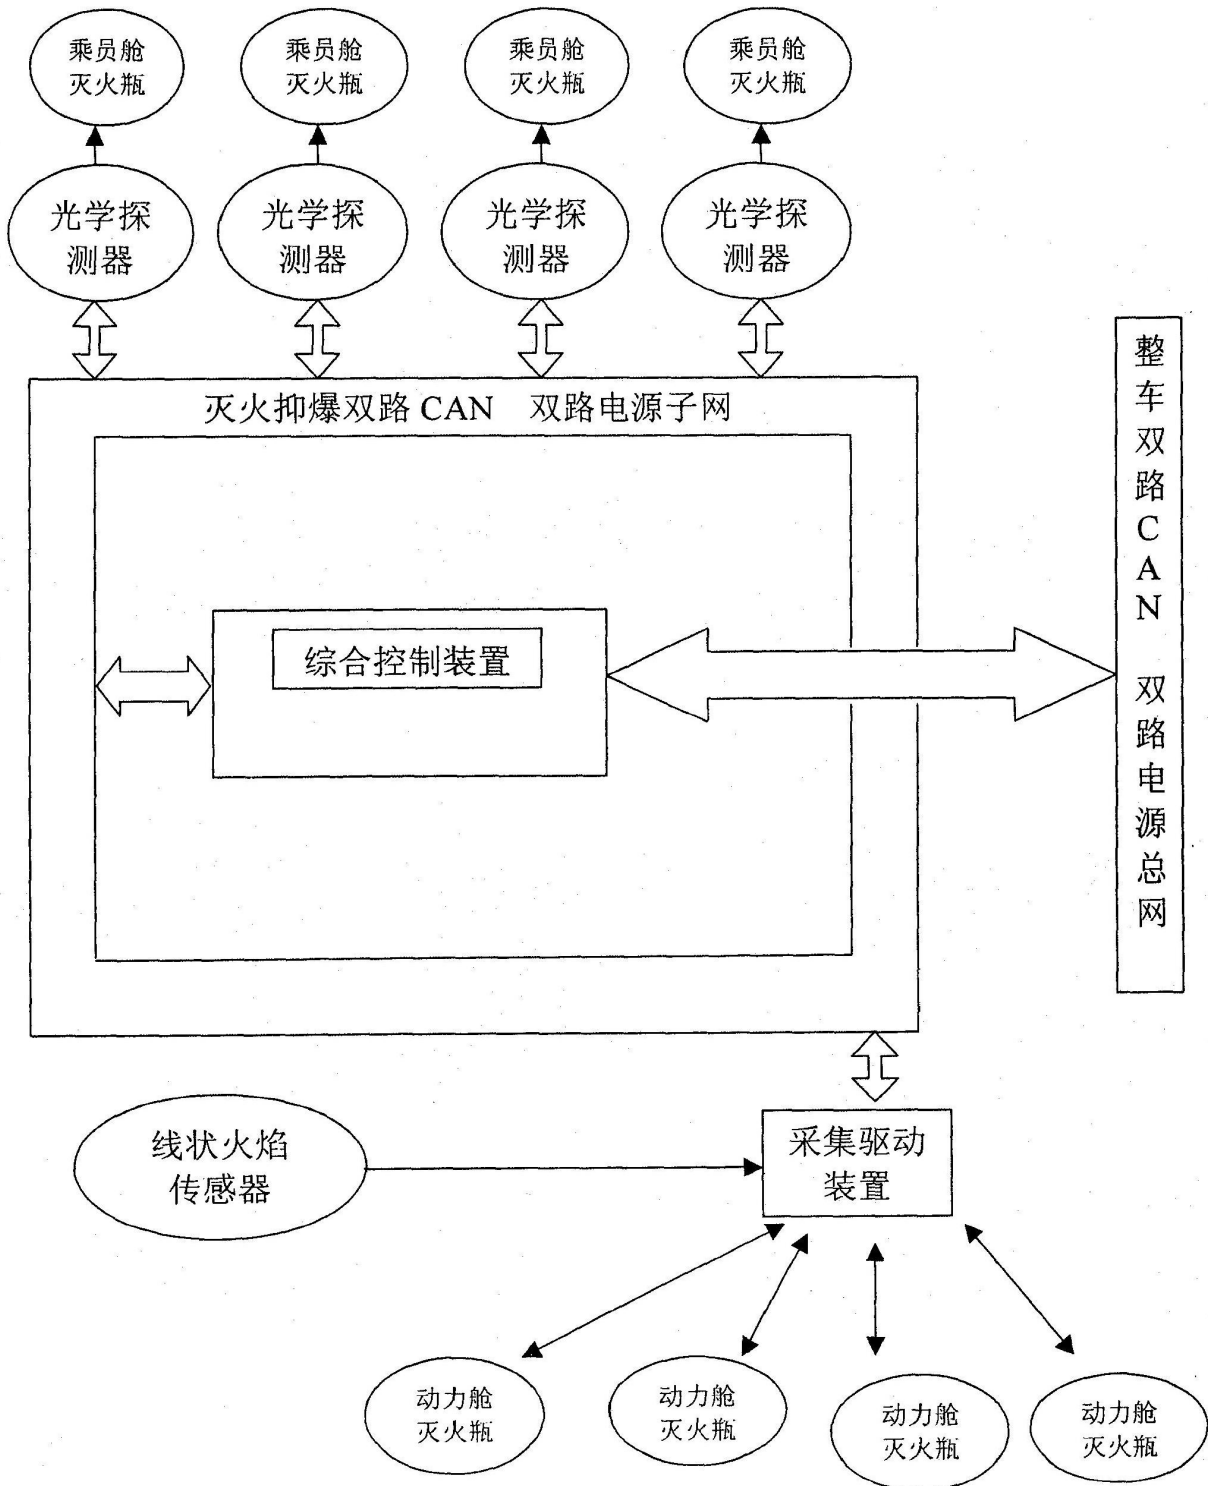 乘员舱
灭火瓶
乘员舱
灭火瓶
乘员舱
灭火瓶
乘员舱
灭火瓶
光学探
测器
光学探
测器
光学探
测器
光学探
测器
灭火抑爆双路 CAN 双路电源子网
综合控制装置
整车双路CAN 双路电源总网
线状火焰
传感器
采集驱动
装置
动力舱
灭火瓶
动力舱
灭火瓶
动力舱
灭火瓶
动力舱
灭火瓶